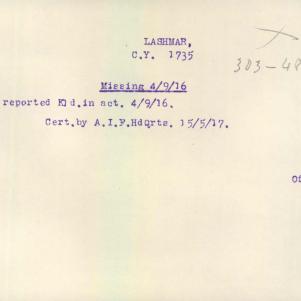 LASHMAR,
C.Y. 1735
303-48
Missing 4/9/16
reported Kld.in act. 4/9/16.
Cert.by A.I.F.HdQrts. 15/5/17.